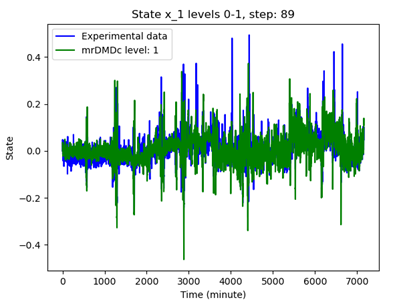 State x_1 levels 0-1, step: 89
Experimental data
mrDMDc level: 1
0.4
0.2
0.0
−0.2
−0.4
State
0 1000 2000 3000 4000 5000 6000 7000
Time (minute)